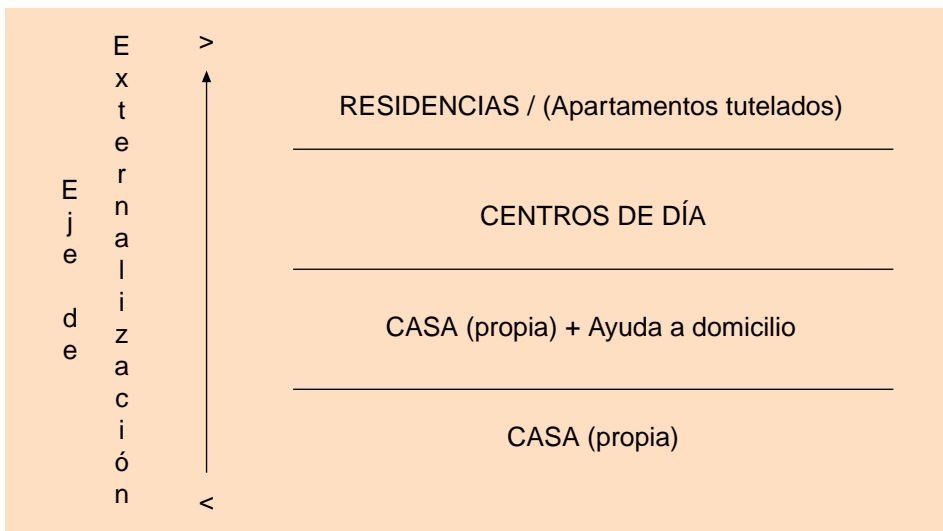 Eje de
Externalización
>
RESIDENCIAS / (Apartamentos tutelados)
CENTROS DE DÍA
CASA (propia) + Ayuda a domicilio
CASA (propia)
<